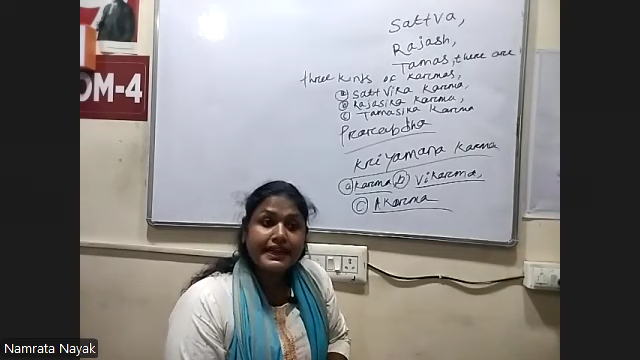 Sattva,
Rajash,
Tamas, there are
three kinds of karmas,
(a) Sattvika karma,
(b) Rajasika karma,
(c) Tamasika karma
Prarabdha
Kriyamana karma
(a) karma (b) Vikarma,
(c) Akarma
OM-4
Namrata Nayak